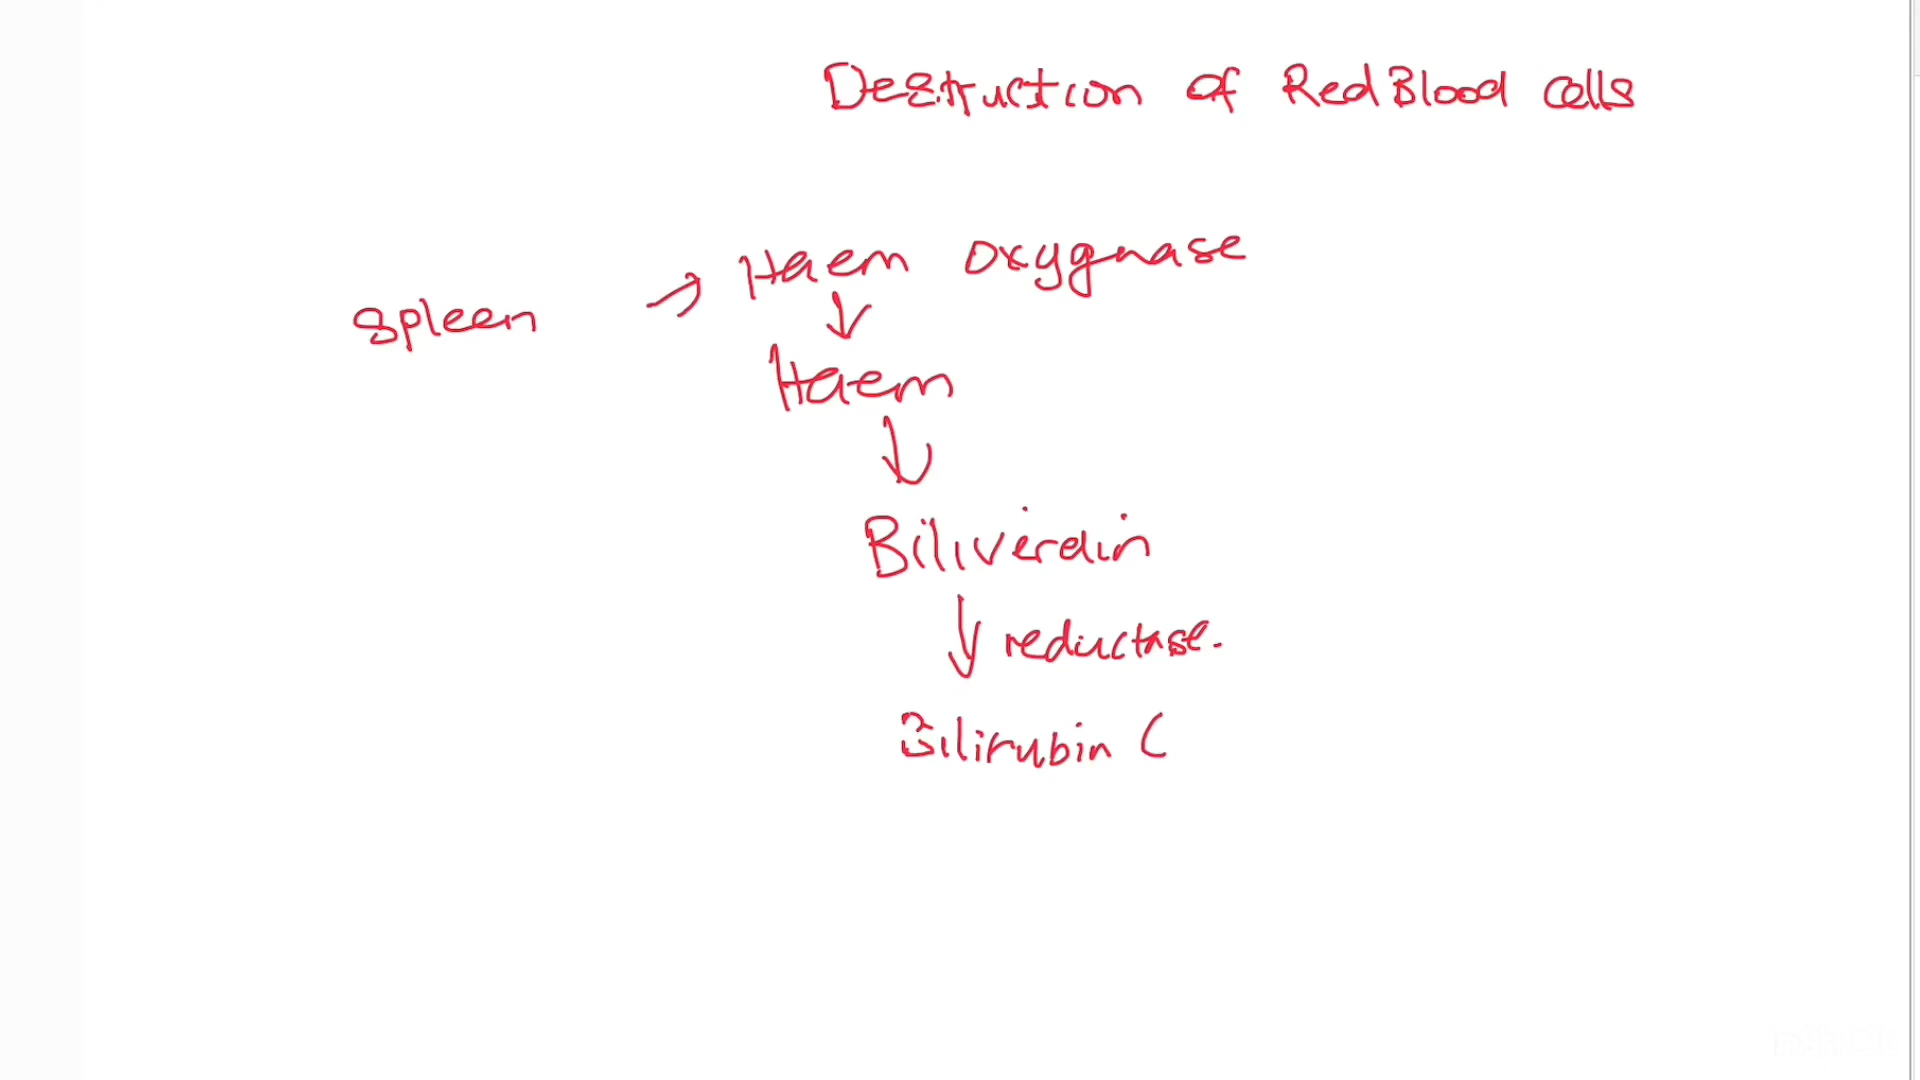 Destruction of Red Blood cells
Haem oxygnase
spleen →
↓
Haem
↓
Biliverdin
↓ reductase.
Bilirubin (